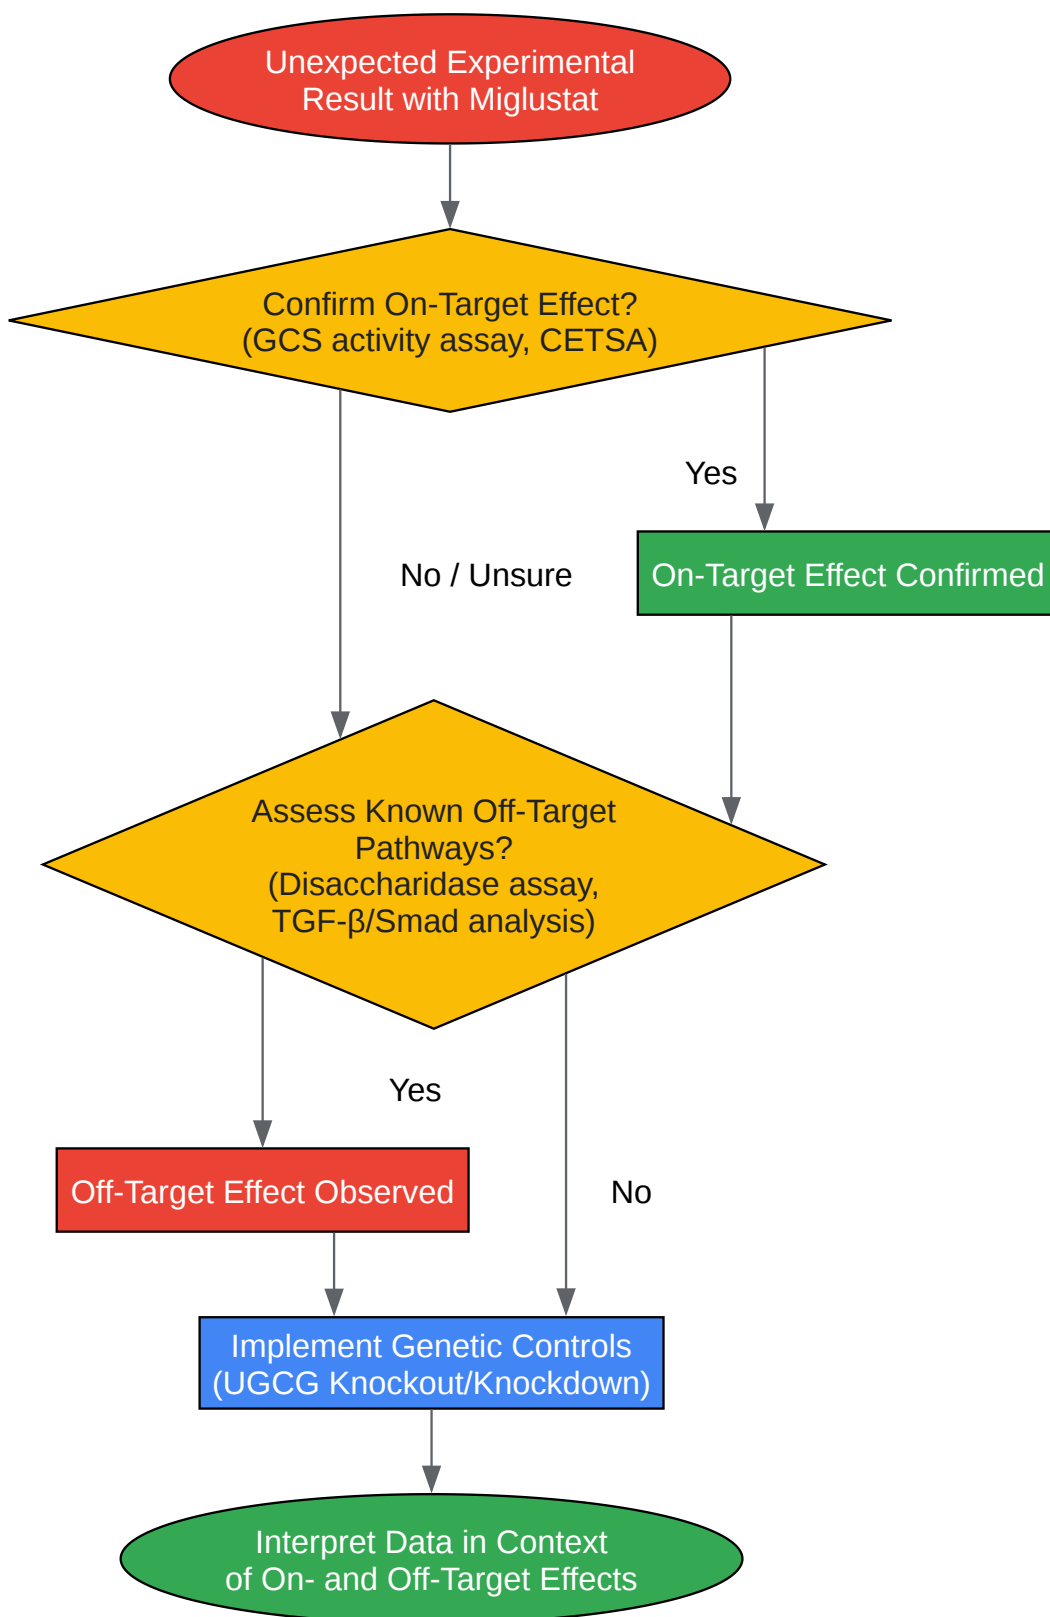 Unexpected Experimental
Result with Miglustat
Confirm On-Target Effect?
(GCS activity assay, CETSA)
Yes
No / Unsure
On-Target Effect Confirmed
Assess Known Off-Target
Pathways?
(Disaccharidase assay,
TGF-β/Smad analysis)
Yes
Off-Target Effect Observed
No
Implement Genetic Controls
(UGCG Knockout/Knockdown)
Interpret Data in Context
of On- and Off-Target Effects